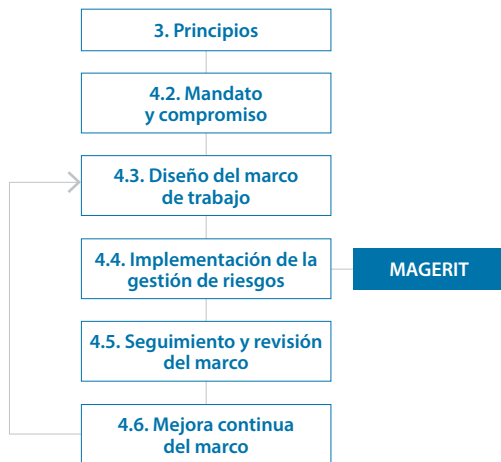 3. Principios
4.2. Mandato
y compromiso
4.3. Diseño del marco
de trabajo
4.4. Implementación de la
gestión de riesgos
MAGERIT
4.5. Seguimiento y revisión
del marco
4.6. Mejora continua
del marco